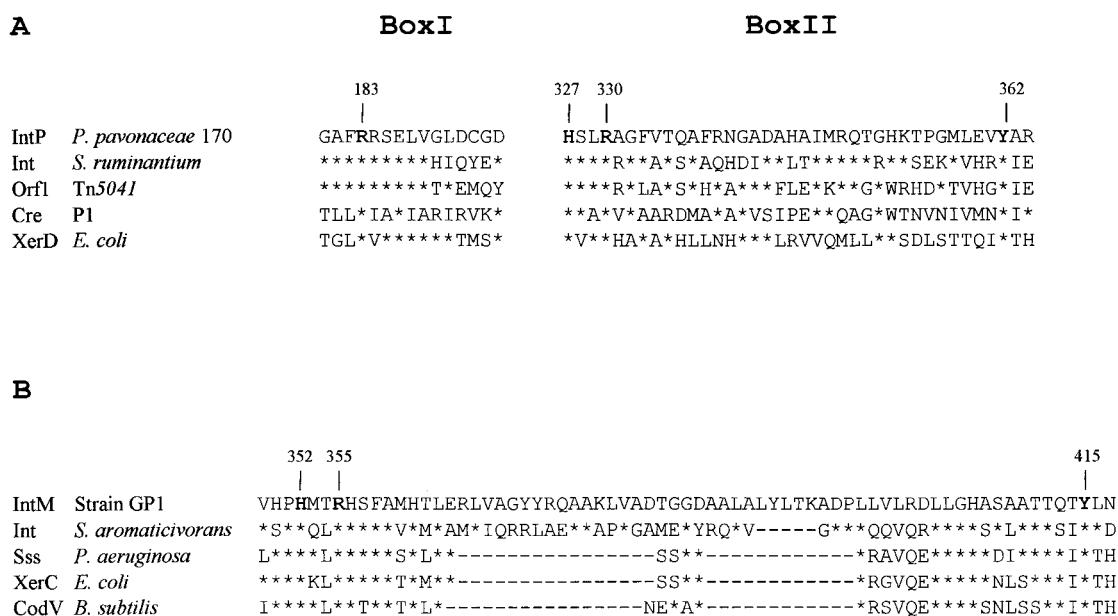 A BoxI BoxII
183 327 330 362
IntP P. pavonaceae 170 GAFRRSELVGLDCGD HSLRAGFVTQAFRNGADAHAIMRQTGHKTPGMLEVYAR
Int S. ruminantium *********HIQYE* ****R**A*S*AQHDI**LT*****R**SEK*VHR*IE
Orf1 Tn5041 *********T*EMQY ****R*LA*S*H*A***FLE*K**G*WRHD*TVHG*IE
Cre P1 TLL*IA*IARIRVK* **A*V*AARDMA*A*VSIPE**QAG*WTNVNIVMN*I*
XerD E. coli TGL*V******TMS* *V**HA*A*HLLNH***LRVVQMLL**SDLSTTQI*TH
B
352 355 415
IntM Strain GP1 VHPHMTRHSFAMHTLERLVAGYYRQAAKLVADTGGDAALALYLTKADPLLVLRDLLGHASAATTQTYLN
Int S. aromaticivorans *S**QL****V*M*AM*IQRRLAE**AP*GAME*YRQ*V-----G***QQVQR****S*L***SI**D
Sss P. aeruginosa L****L****S*L**----------------SS**------------*RAVQE*****DI****I*TH
XerC E. coli ****KL****T*M**----------------SS**------------*RGVQE*****NLS**I*TH
CodV B. subtilis I****L**T**T*L*----------------NE*A*-----------*RSVQE*****NLSS**I*TH